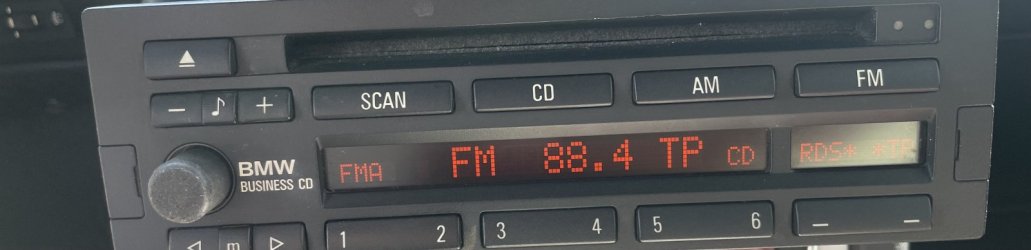 SCAN CD AM FM
− ♪ +
BMW
BUSINESS CD
FMA FM 88.4 TP CD RDS* *TP
m 1 2 3 4 5 6 — —